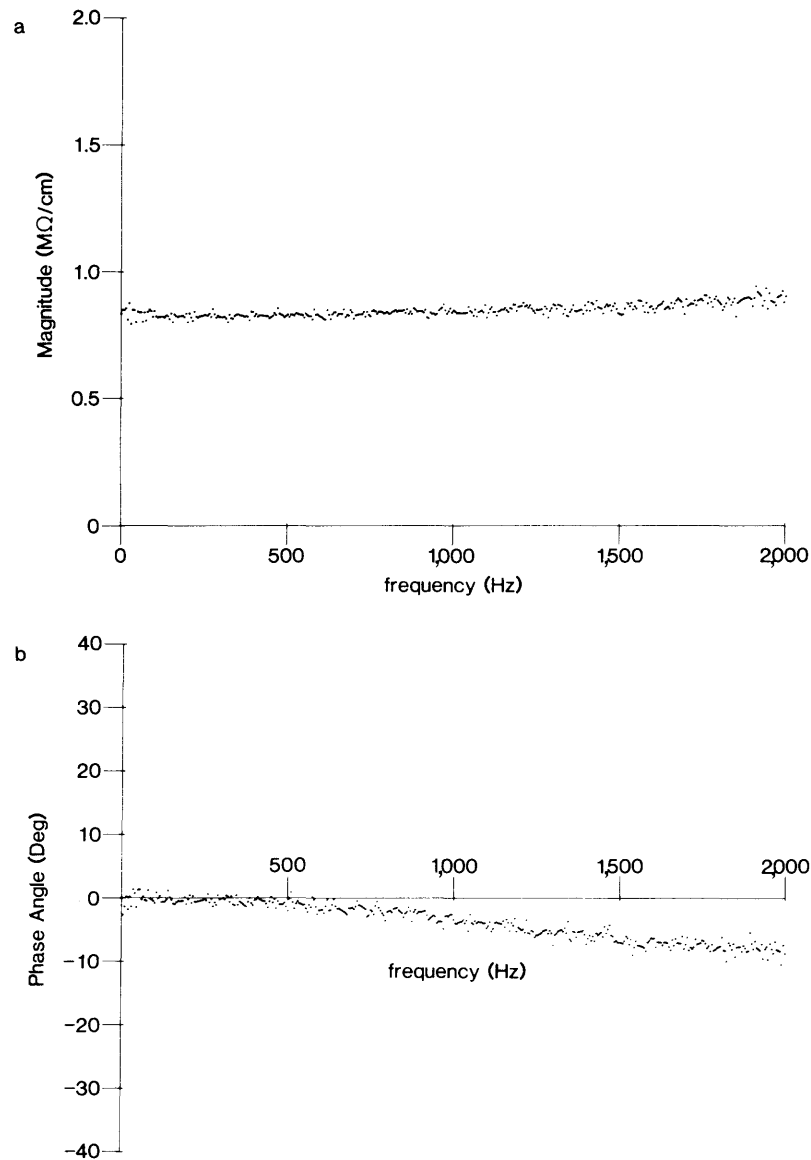 a
2.0
1.5
1.0
0.5
0
Magnitude (MΩ/cm)
0 500 1,000 1,500 2,000
frequency (Hz)
b
40
30
20
10
0
-10
-20
-30
-40
Phase Angle (Deg)
500 1,000 1,500 2,000
frequency (Hz)